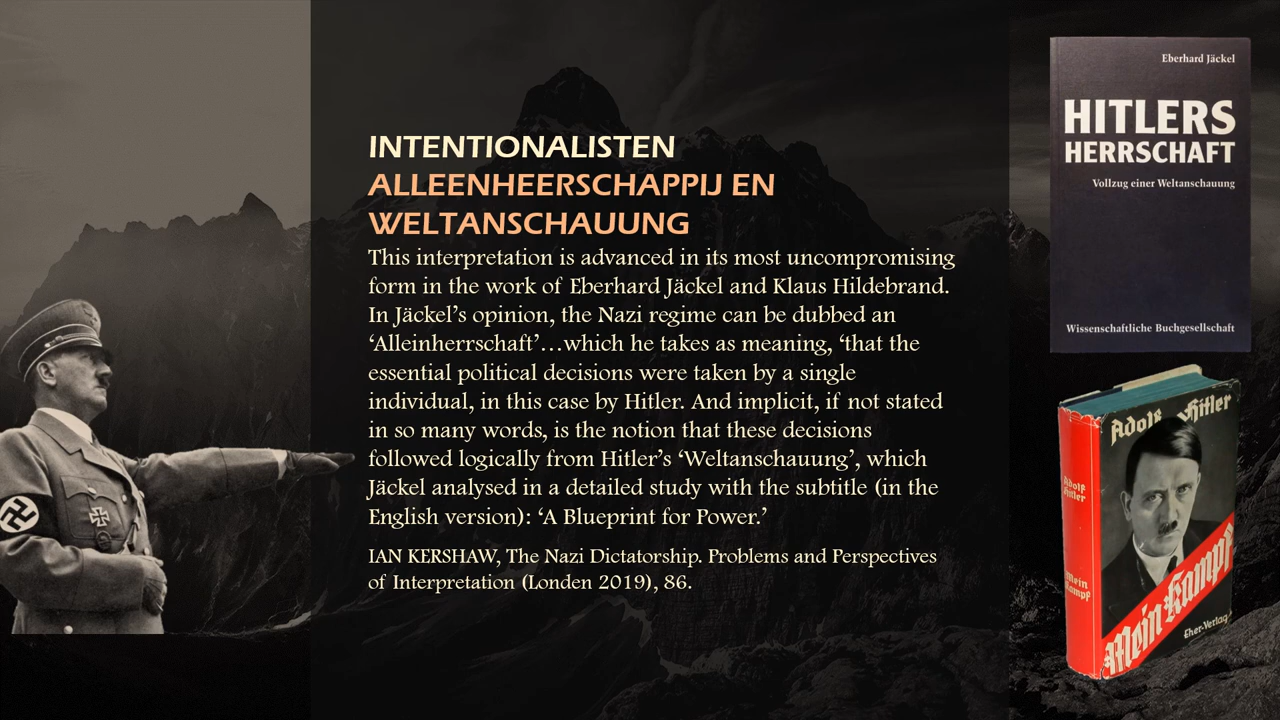 INTENTIONALISTEN
ALLEENHEERSCHAPPIJ EN
WELTANSCHAUUNG
This interpretation is advanced in its most uncompromising
form in the work of Eberhard Jäckel and Klaus Hildebrand.
In Jäckel’s opinion, the Nazi regime can be dubbed an
‘Alleinherrschaft’…which he takes as meaning, ‘that the
essential political decisions were taken by a single
individual, in this case by Hitler. And implicit, if not stated
in so many words, is the notion that these decisions
followed logically from Hitler’s ‘Weltanschauung’, which
Jäckel analysed in a detailed study with the subtitle (in the
English version): ‘A Blueprint for Power.’
IAN KERSHAW, The Nazi Dictatorship. Problems and Perspectives
of Interpretation (Londen 2019), 86.
Eberhard Jäckel
HITLERS
HERRSCHAFT
Vollzug einer Weltanschauung
Wissenschaftliche Buchgesellschaft
Adolf Hitler
Adolf
Hitler
Mein
Kampf
Mein Kampf
Eher-Verlag